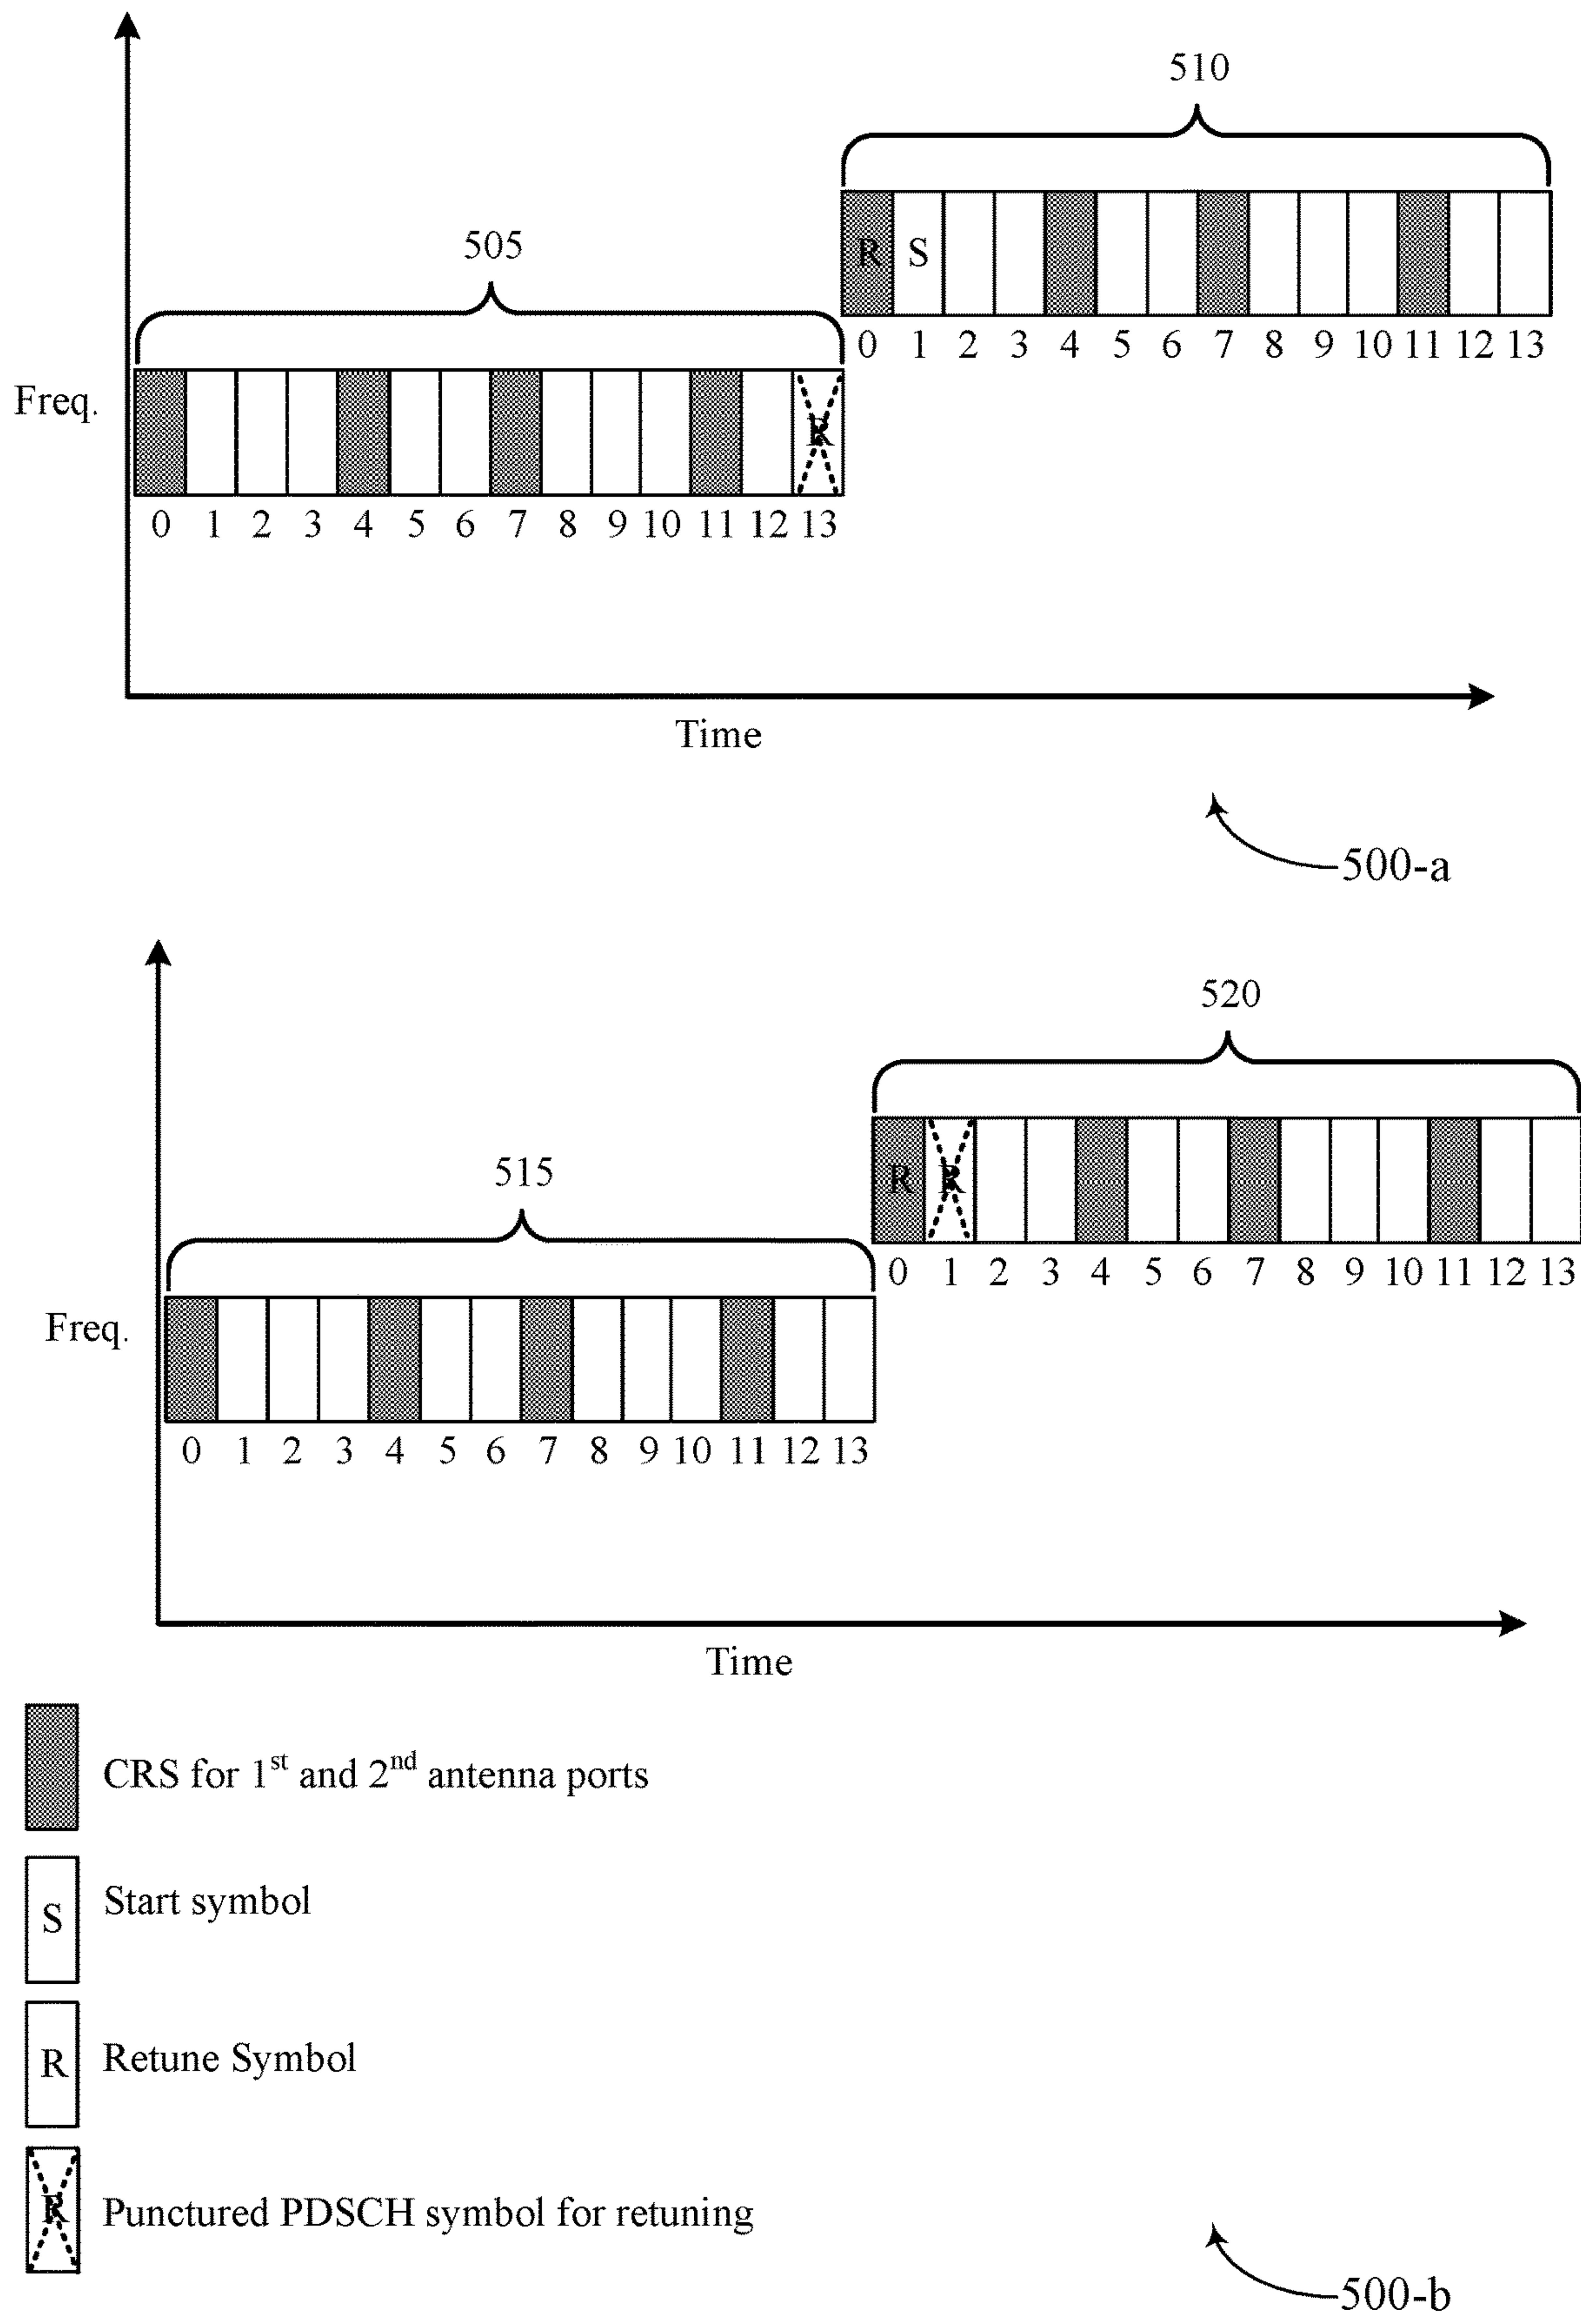 510
505
R S
0 1 2 3 4 5 6 7 8 9 10 11 12 13
Freq.
R
0 1 2 3 4 5 6 7 8 9 10 11 12 13
Time
500-a
520
515
R R
0 1 2 3 4 5 6 7 8 9 10 11 12 13
Freq.
0 1 2 3 4 5 6 7 8 9 10 11 12 13
Time
CRS for 1st and 2nd antenna ports
S Start symbol
R Retune Symbol
R Punctured PDSCH symbol for retuning
500-b